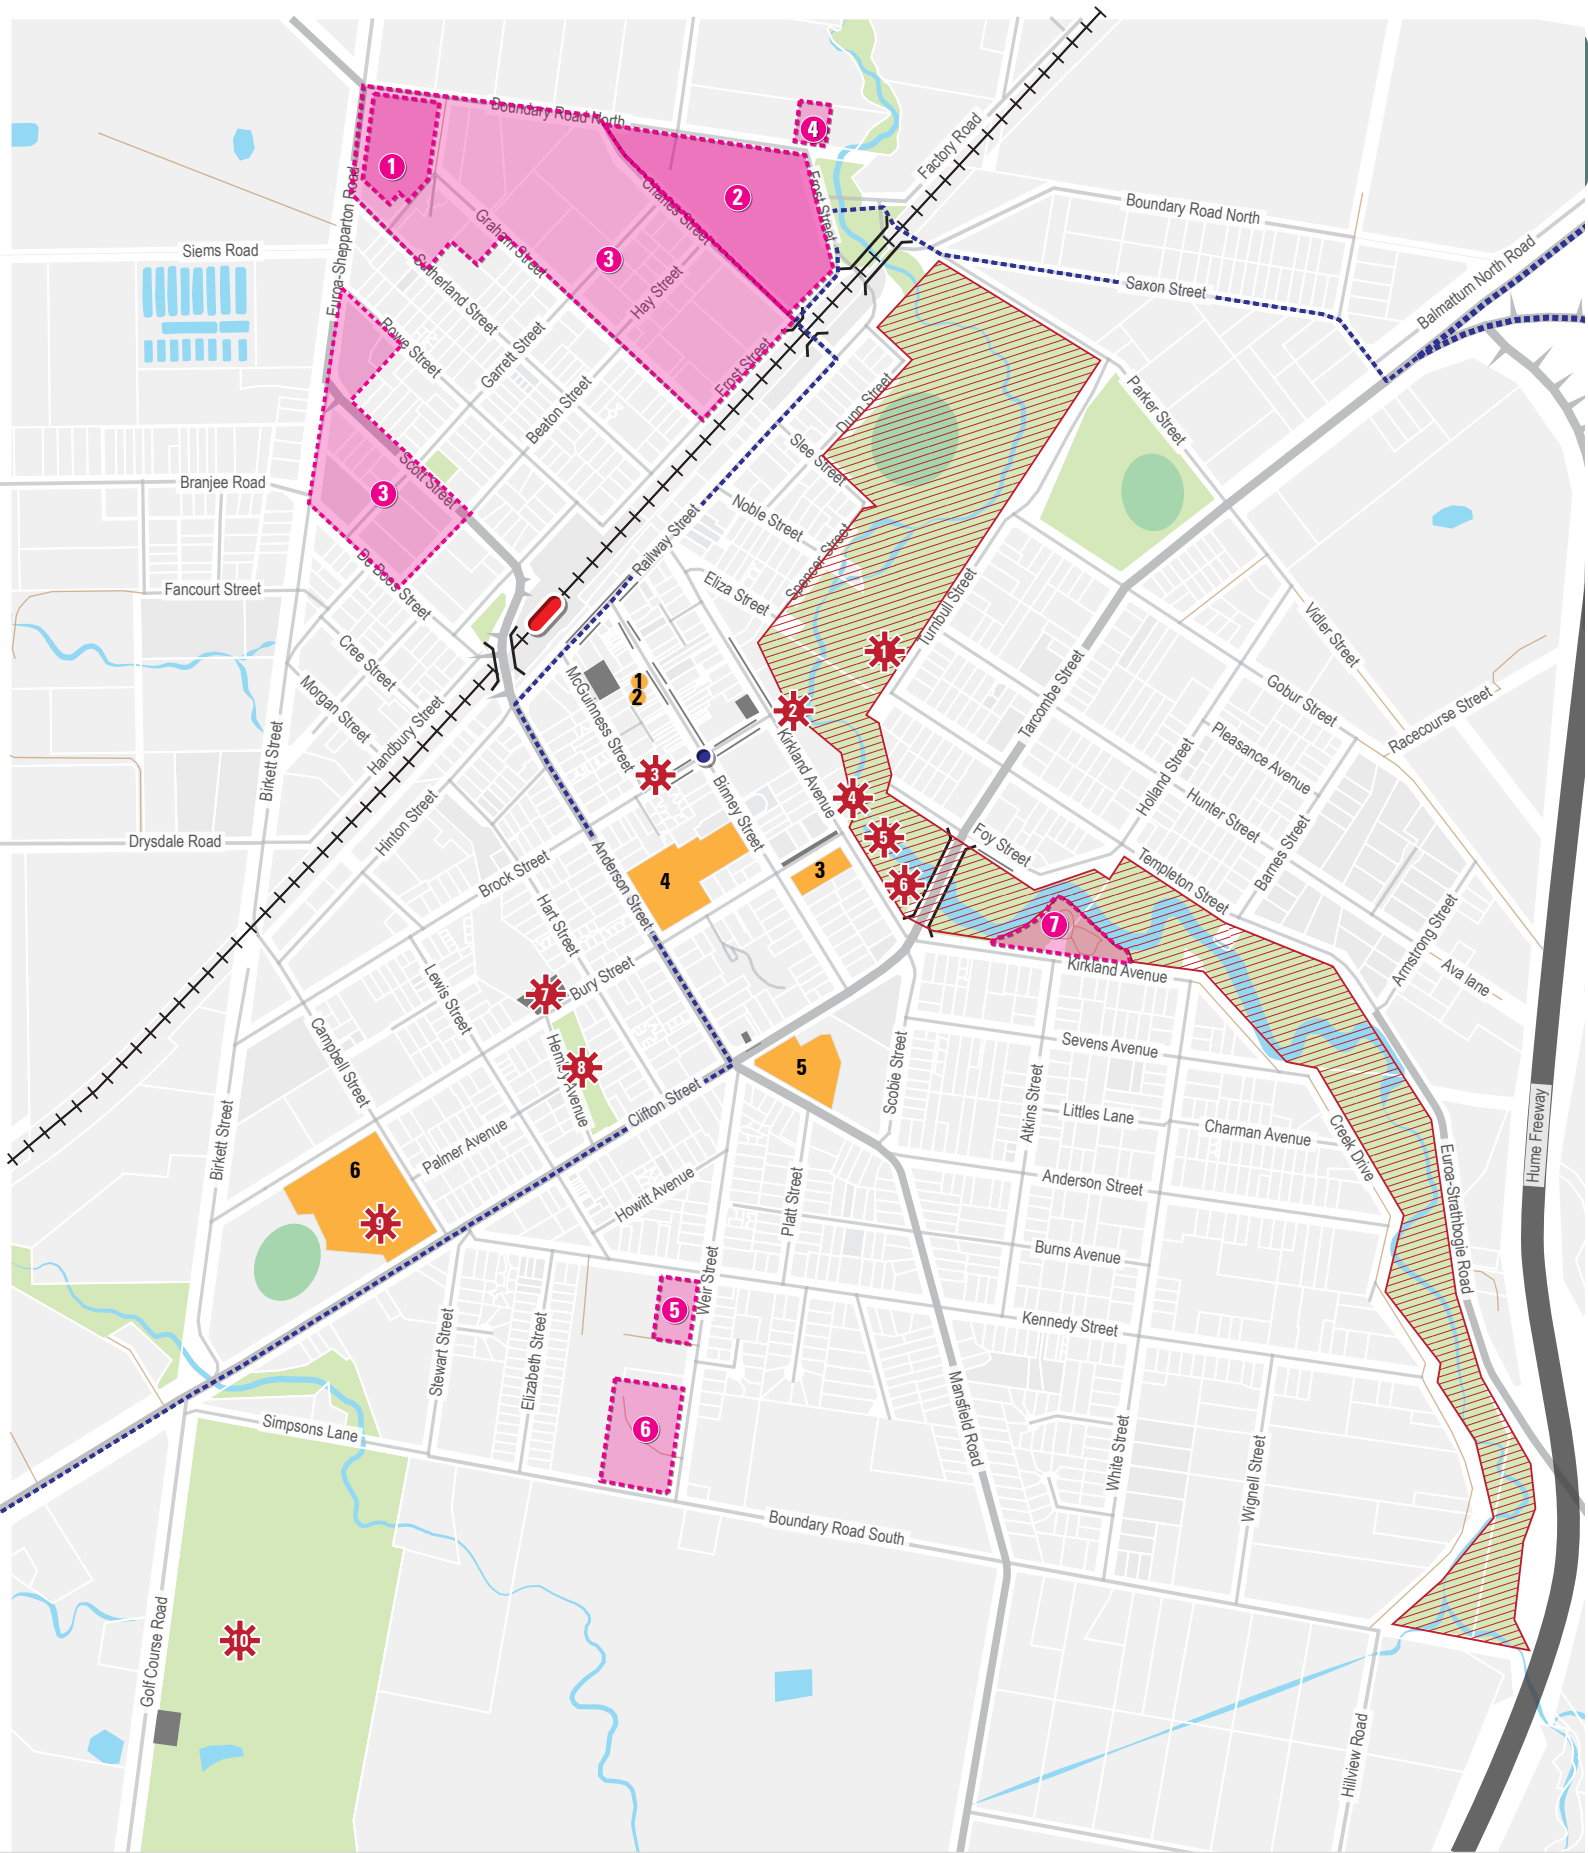 Boundary Road North
4
Factory Road
1
2
Euroa-Shepparton Road
Charles Street
Frost Street
Boundary Road North
Siems Road
Graham Street
3
Sutherland Street
Hay Street
Saxon Street
Balmattum North Road
Rowe Street
Garrett Street
Frost Street
Beaton Street
Dunn Street
Parker Street
Slee Street
Branjee Road
3
Scott Street
Noble Street
Railway Street
Spencer Street
De Boos Street
Fancourt Street
Eliza Street
Turnbull Street
Vidler Street
Cree Street
1
Morgan Street
McGuinness Street
1
2
2
Tarcombe Street
Gobur Street
Racecourse Street
Handbury Street
Birkett Street
3
Kirkland Avenue
Pleasance Avenue
Holland Street
Binney Street
4
Hunter Street
Hinton Street
Drysdale Road
5
Foy Street
Barnes Street
Brock Street
Anderson Street
4
3
6
Templeton Street
Hart Street
7
Armstrong Street
Kirkland Avenue
Ava lane
Lewis Street
7
Bury Street
Campbell Street
Hemley Avenue
8
5
Scobie Street
Sevens Avenue
Atkins Street
Littles Lane
Charman Avenue
Creek Drive
Hume Freeway
Birkett Street
Palmer Avenue
Clifton Street
6
Howitt Avenue
Platt Street
Anderson Street
Euroa-Strathbogie Road
9
Burns Avenue
Weir Street
5
Kennedy Street
Stewart Street
Elizabeth Street
Mansfield Road
Simpsons Lane
6
White Street
Wignell Street
Boundary Road South
Golf Course Road
10
Hillview Road